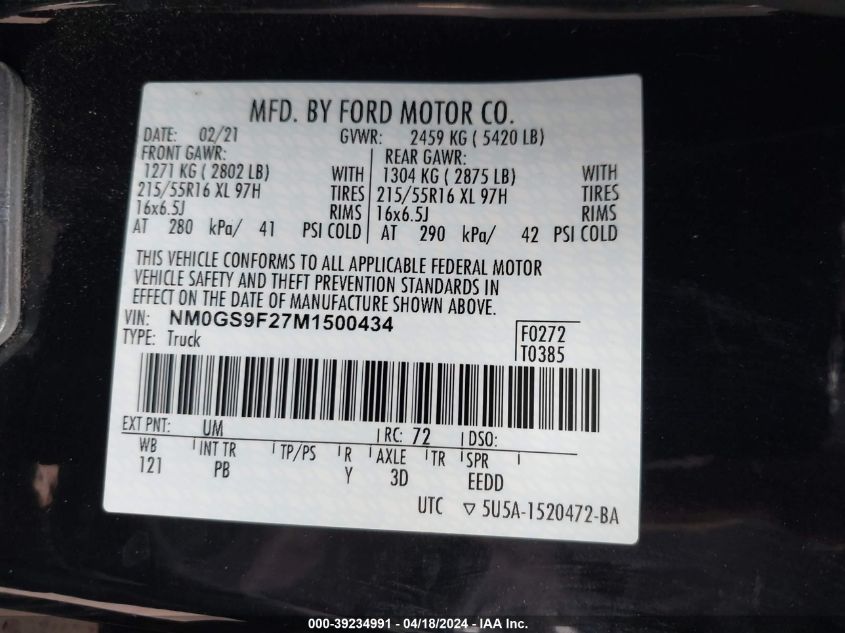 MFD. BY FORD MOTOR CO.
DATE: 02/21 GVWR: 2459 KG ( 5420 LB)
FRONT GAWR: REAR GAWR:
1271 KG ( 2802 LB) WITH 1304 KG ( 2875 LB) WITH
215/55R16 XL 97H TIRES 215/55R16 XL 97H TIRES
16x6.5J RIMS 16x6.5J RIMS
AT 280 kPa/ 41 PSI COLD AT 290 kPa/ 42 PSI COLD
THIS VEHICLE CONFORMS TO ALL APPLICABLE FEDERAL MOTOR
VEHICLE SAFETY AND THEFT PREVENTION STANDARDS IN
EFFECT ON THE DATE OF MANUFACTURE SHOWN ABOVE.
VIN: NM0GS9F27M1500434 F0272
TYPE: Truck T0385
EXT PNT: UM RC: 72 DSO:
WB INT TR TP/PS R AXLE TR SPR
121 PB Y 3D EEDD
UTC ▽ 5U5A-1520472-BA
000-39234991 - 04/18/2024 - IAA Inc.